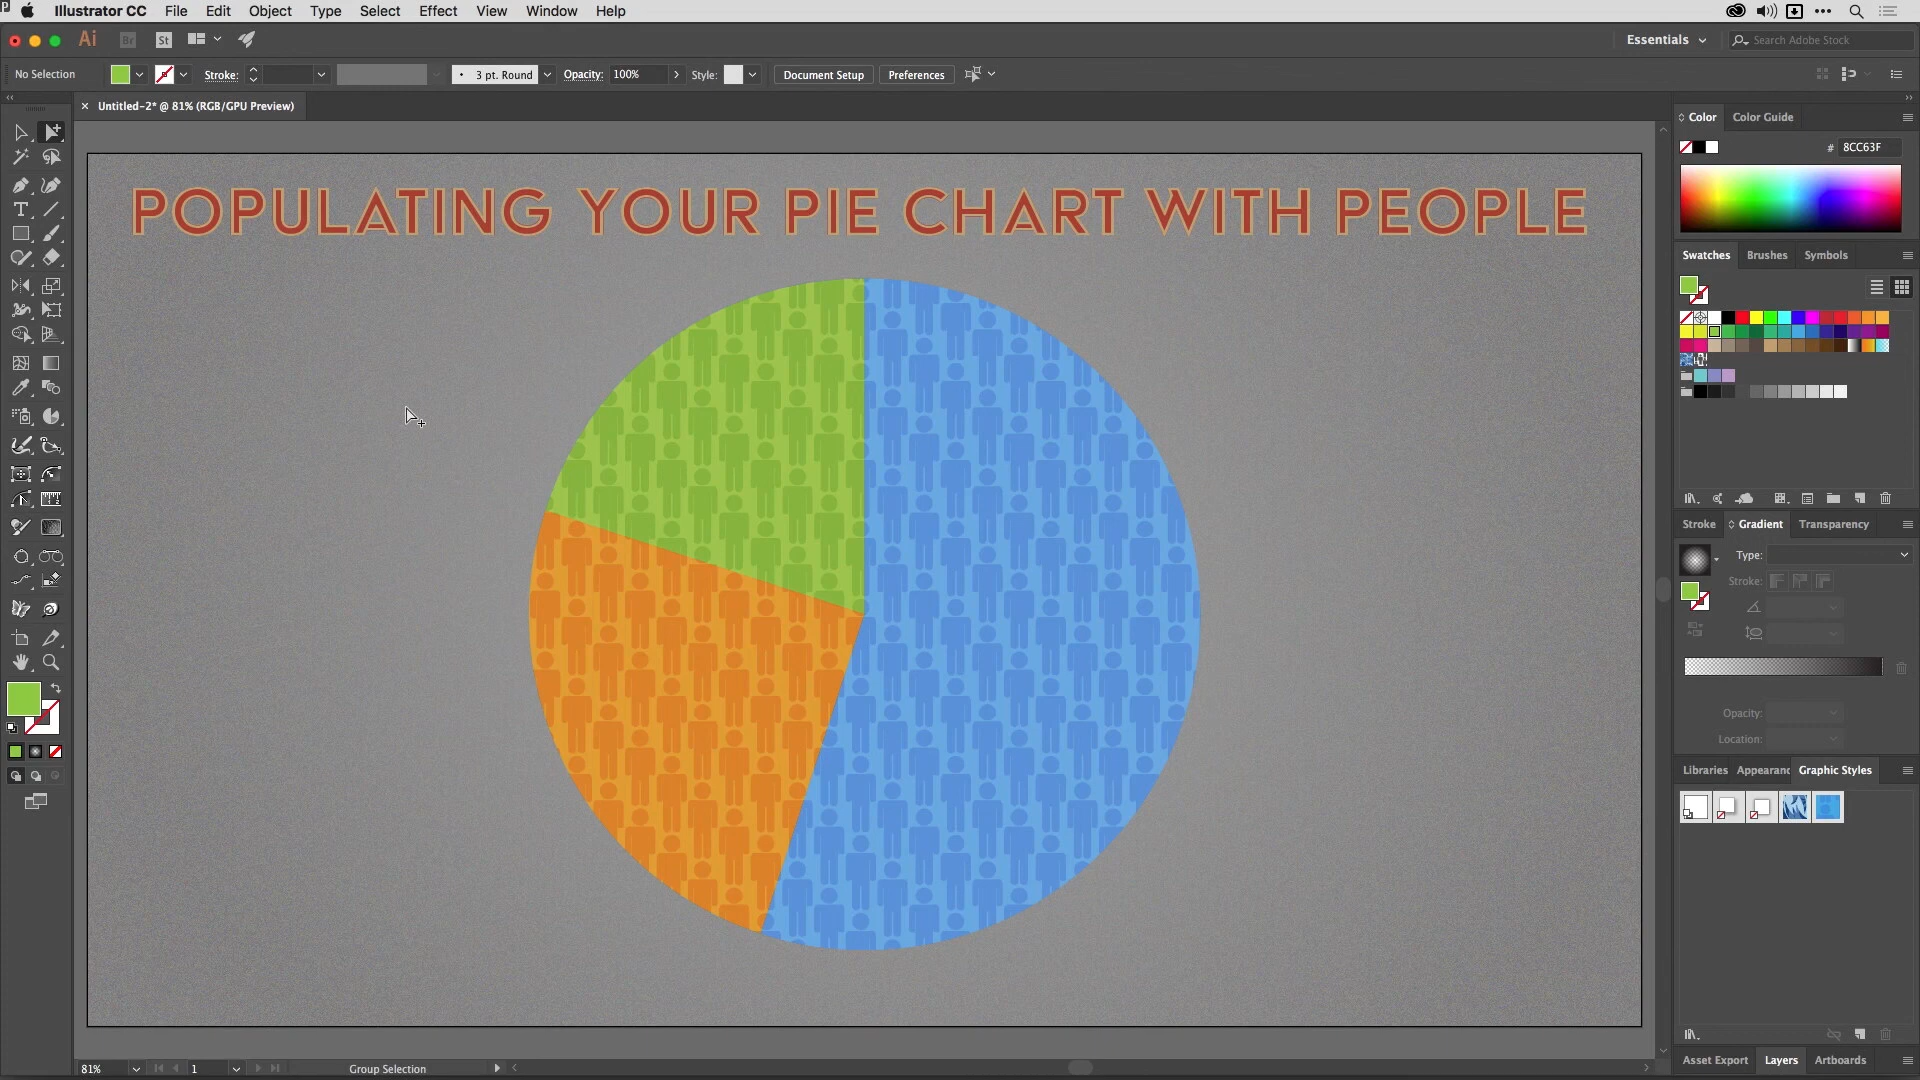 Illustrator CC File Edit Object Type Select Effect View Window Help
Ai Br St Essentials Search Adobe Stock
No Selection Stroke: 3 pt. Round Opacity: 100% Style: Document Setup Preferences
Untitled-2* @ 81% (RGB/GPU Preview)
POPULATING YOUR PIE CHART WITH PEOPLE
Color Color Guide
# 8CC63F
Swatches Brushes Symbols
Stroke Gradient Transparency
Type:
Stroke:
Opacity:
Location:
Libraries Appearanc Graphic Styles
Asset Export Layers Artboards
81% 1 Group Selection